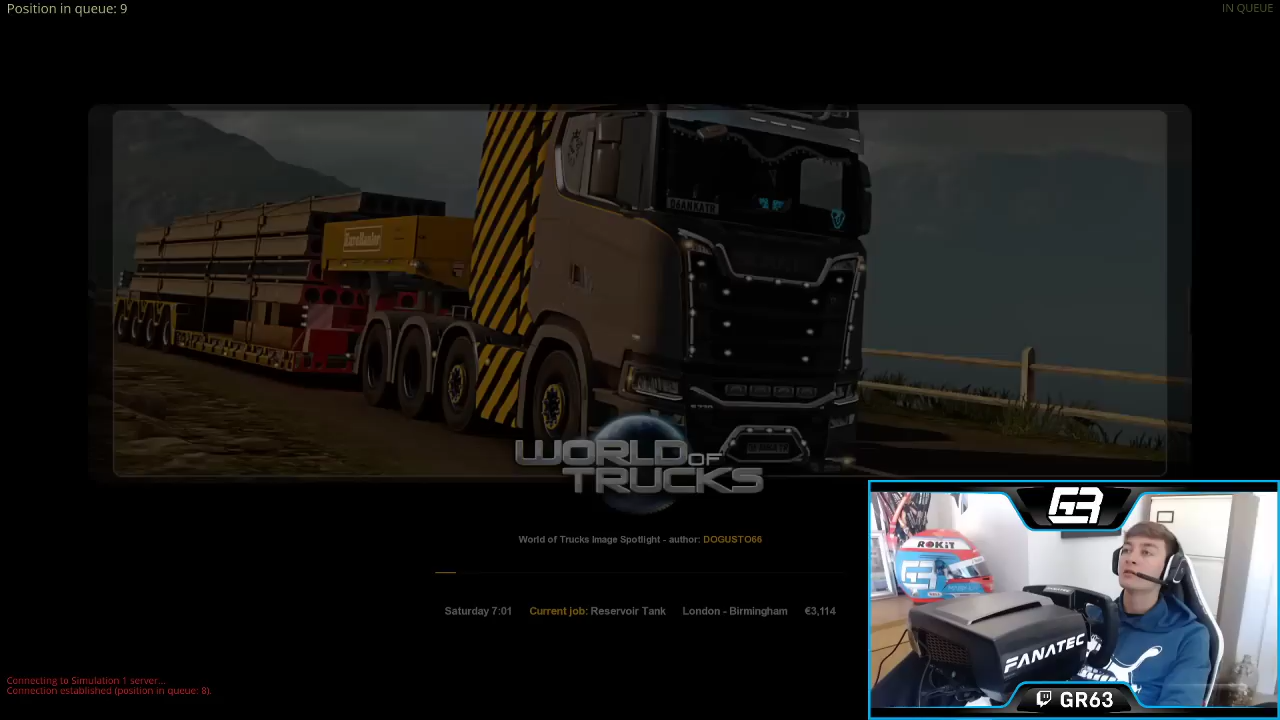 Position in queue: 9
IN QUEUE
WORLD OF
TRUCKS
World of Trucks Image Spotlight - author: DOGUSTO66
Saturday 7:01 Current job: Reservoir Tank London - Birmingham €3,114
Connecting to Simulation 1 server...
Connection established (position in queue: 8).
ROKiT
FANATEC
GR63